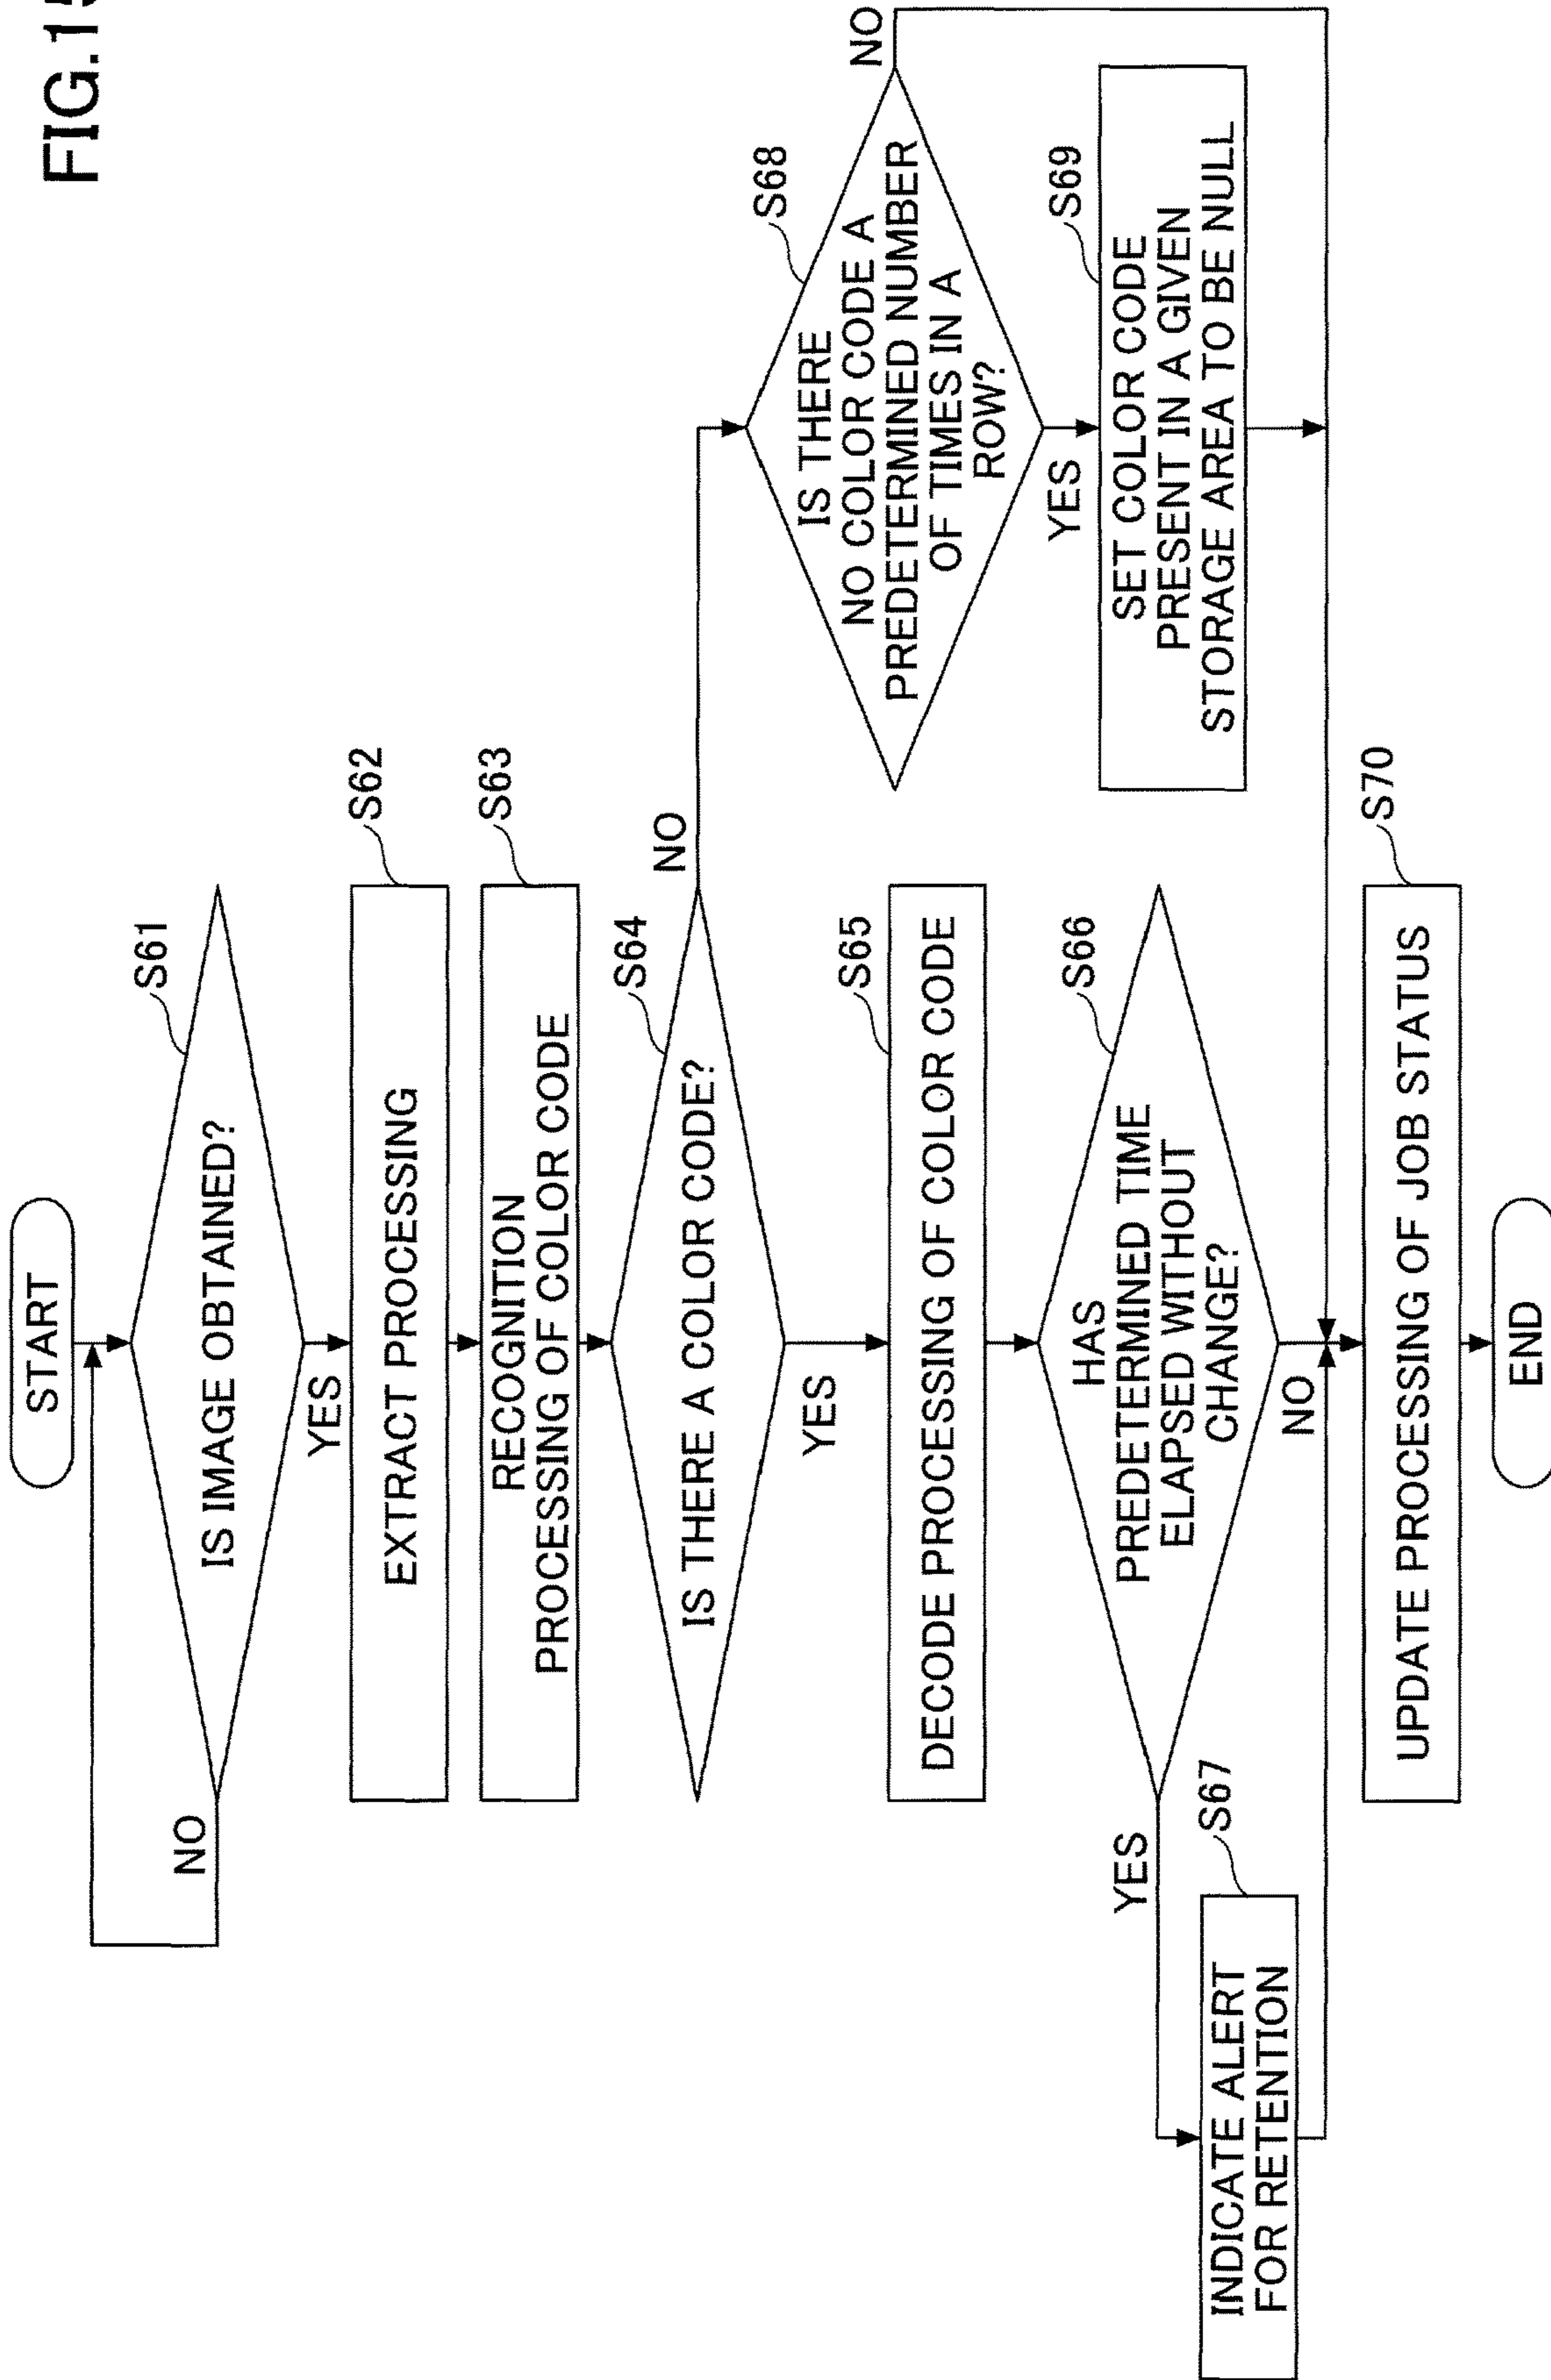 FIG.15
START
S61
IS IMAGE OBTAINED?
NO
YES
S62
EXTRACT PROCESSING
S63
RECOGNITION
PROCESSING OF COLOR CODE
S64
IS THERE A COLOR CODE?
NO
YES
S65
DECODE PROCESSING OF COLOR CODE
S66
HAS
PREDETERMINED TIME
ELAPSED WITHOUT
CHANGE?
YES
NO
S67
INDICATE ALERT
FOR RETENTION
S68
IS THERE
NO COLOR CODE A
PREDETERMINED NUMBER
OF TIMES IN A
ROW?
NO
YES
S69
SET COLOR CODE
PRESENT IN A GIVEN
STORAGE AREA TO BE NULL
S70
UPDATE PROCESSING OF JOB STATUS
END